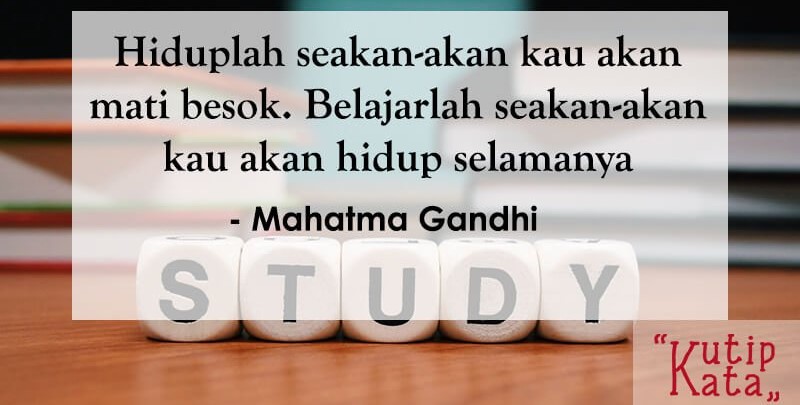 Hiduplah seakan-akan kau akan
mati besok. Belajarlah seakan-akan
kau akan hidup selamanya
- Mahatma Gandhi
STUDY
“Kutip
Kata„